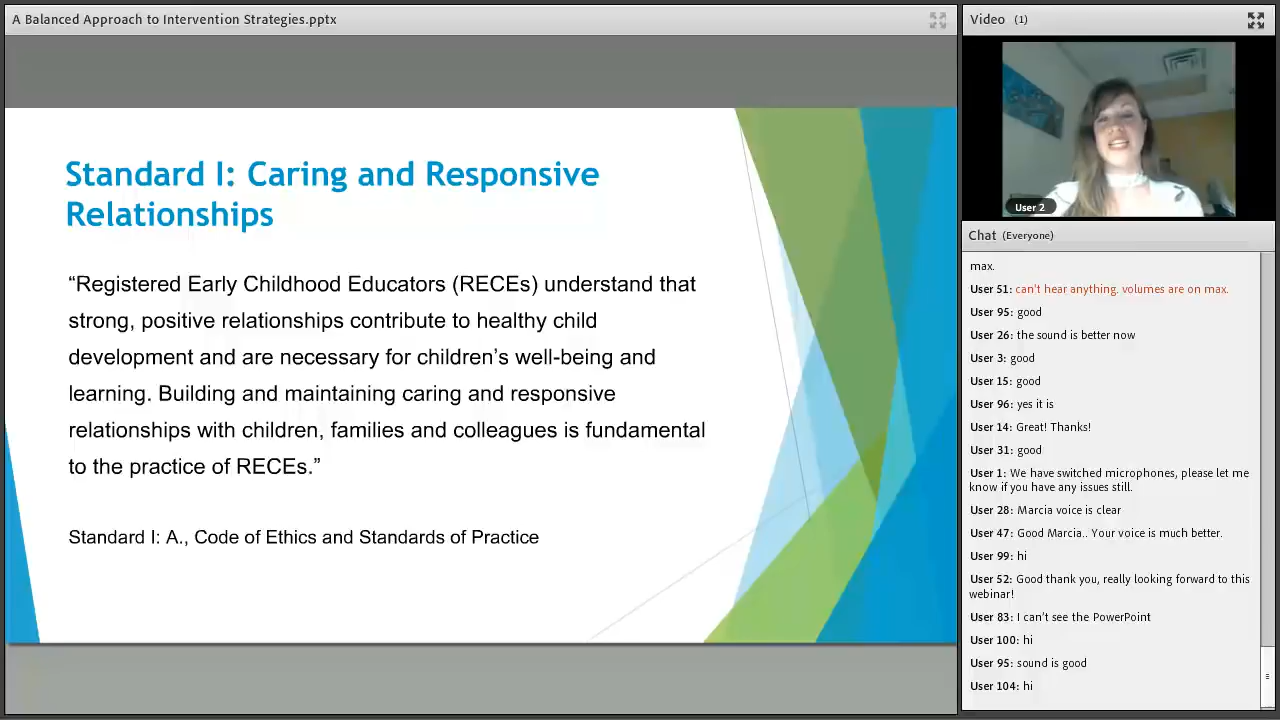 A Balanced Approach to Intervention Strategies.pptx
Standard I: Caring and Responsive
Relationships
“Registered Early Childhood Educators (RECEs) understand that
strong, positive relationships contribute to healthy child
development and are necessary for children’s well-being and
learning. Building and maintaining caring and responsive
relationships with children, families and colleagues is fundamental
to the practice of RECEs.”
Standard I: A., Code of Ethics and Standards of Practice
Video (1)
User 2
Chat (Everyone)
max.
User 51: can't hear anything. volumes are on max.
User 95: good
User 26: the sound is better now
User 3: good
User 15: good
User 96: yes it is
User 14: Great! Thanks!
User 31: good
User 1: We have switched microphones, please let me
know if you have any issues still.
User 28: Marcia voice is clear
User 47: Good Marcia.. Your voice is much better.
User 99: hi
User 52: Good thank you, really looking forward to this
webinar!
User 83: I can't see the PowerPoint
User 100: hi
User 95: sound is good
User 104: hi